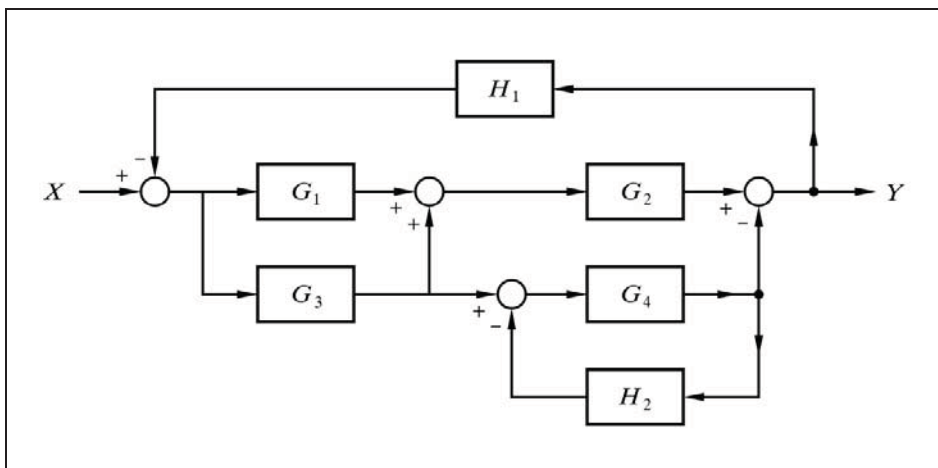 H₁
−
X + G₁ + G₂ + Y
+ −
G₃ + G₄
−
H₂